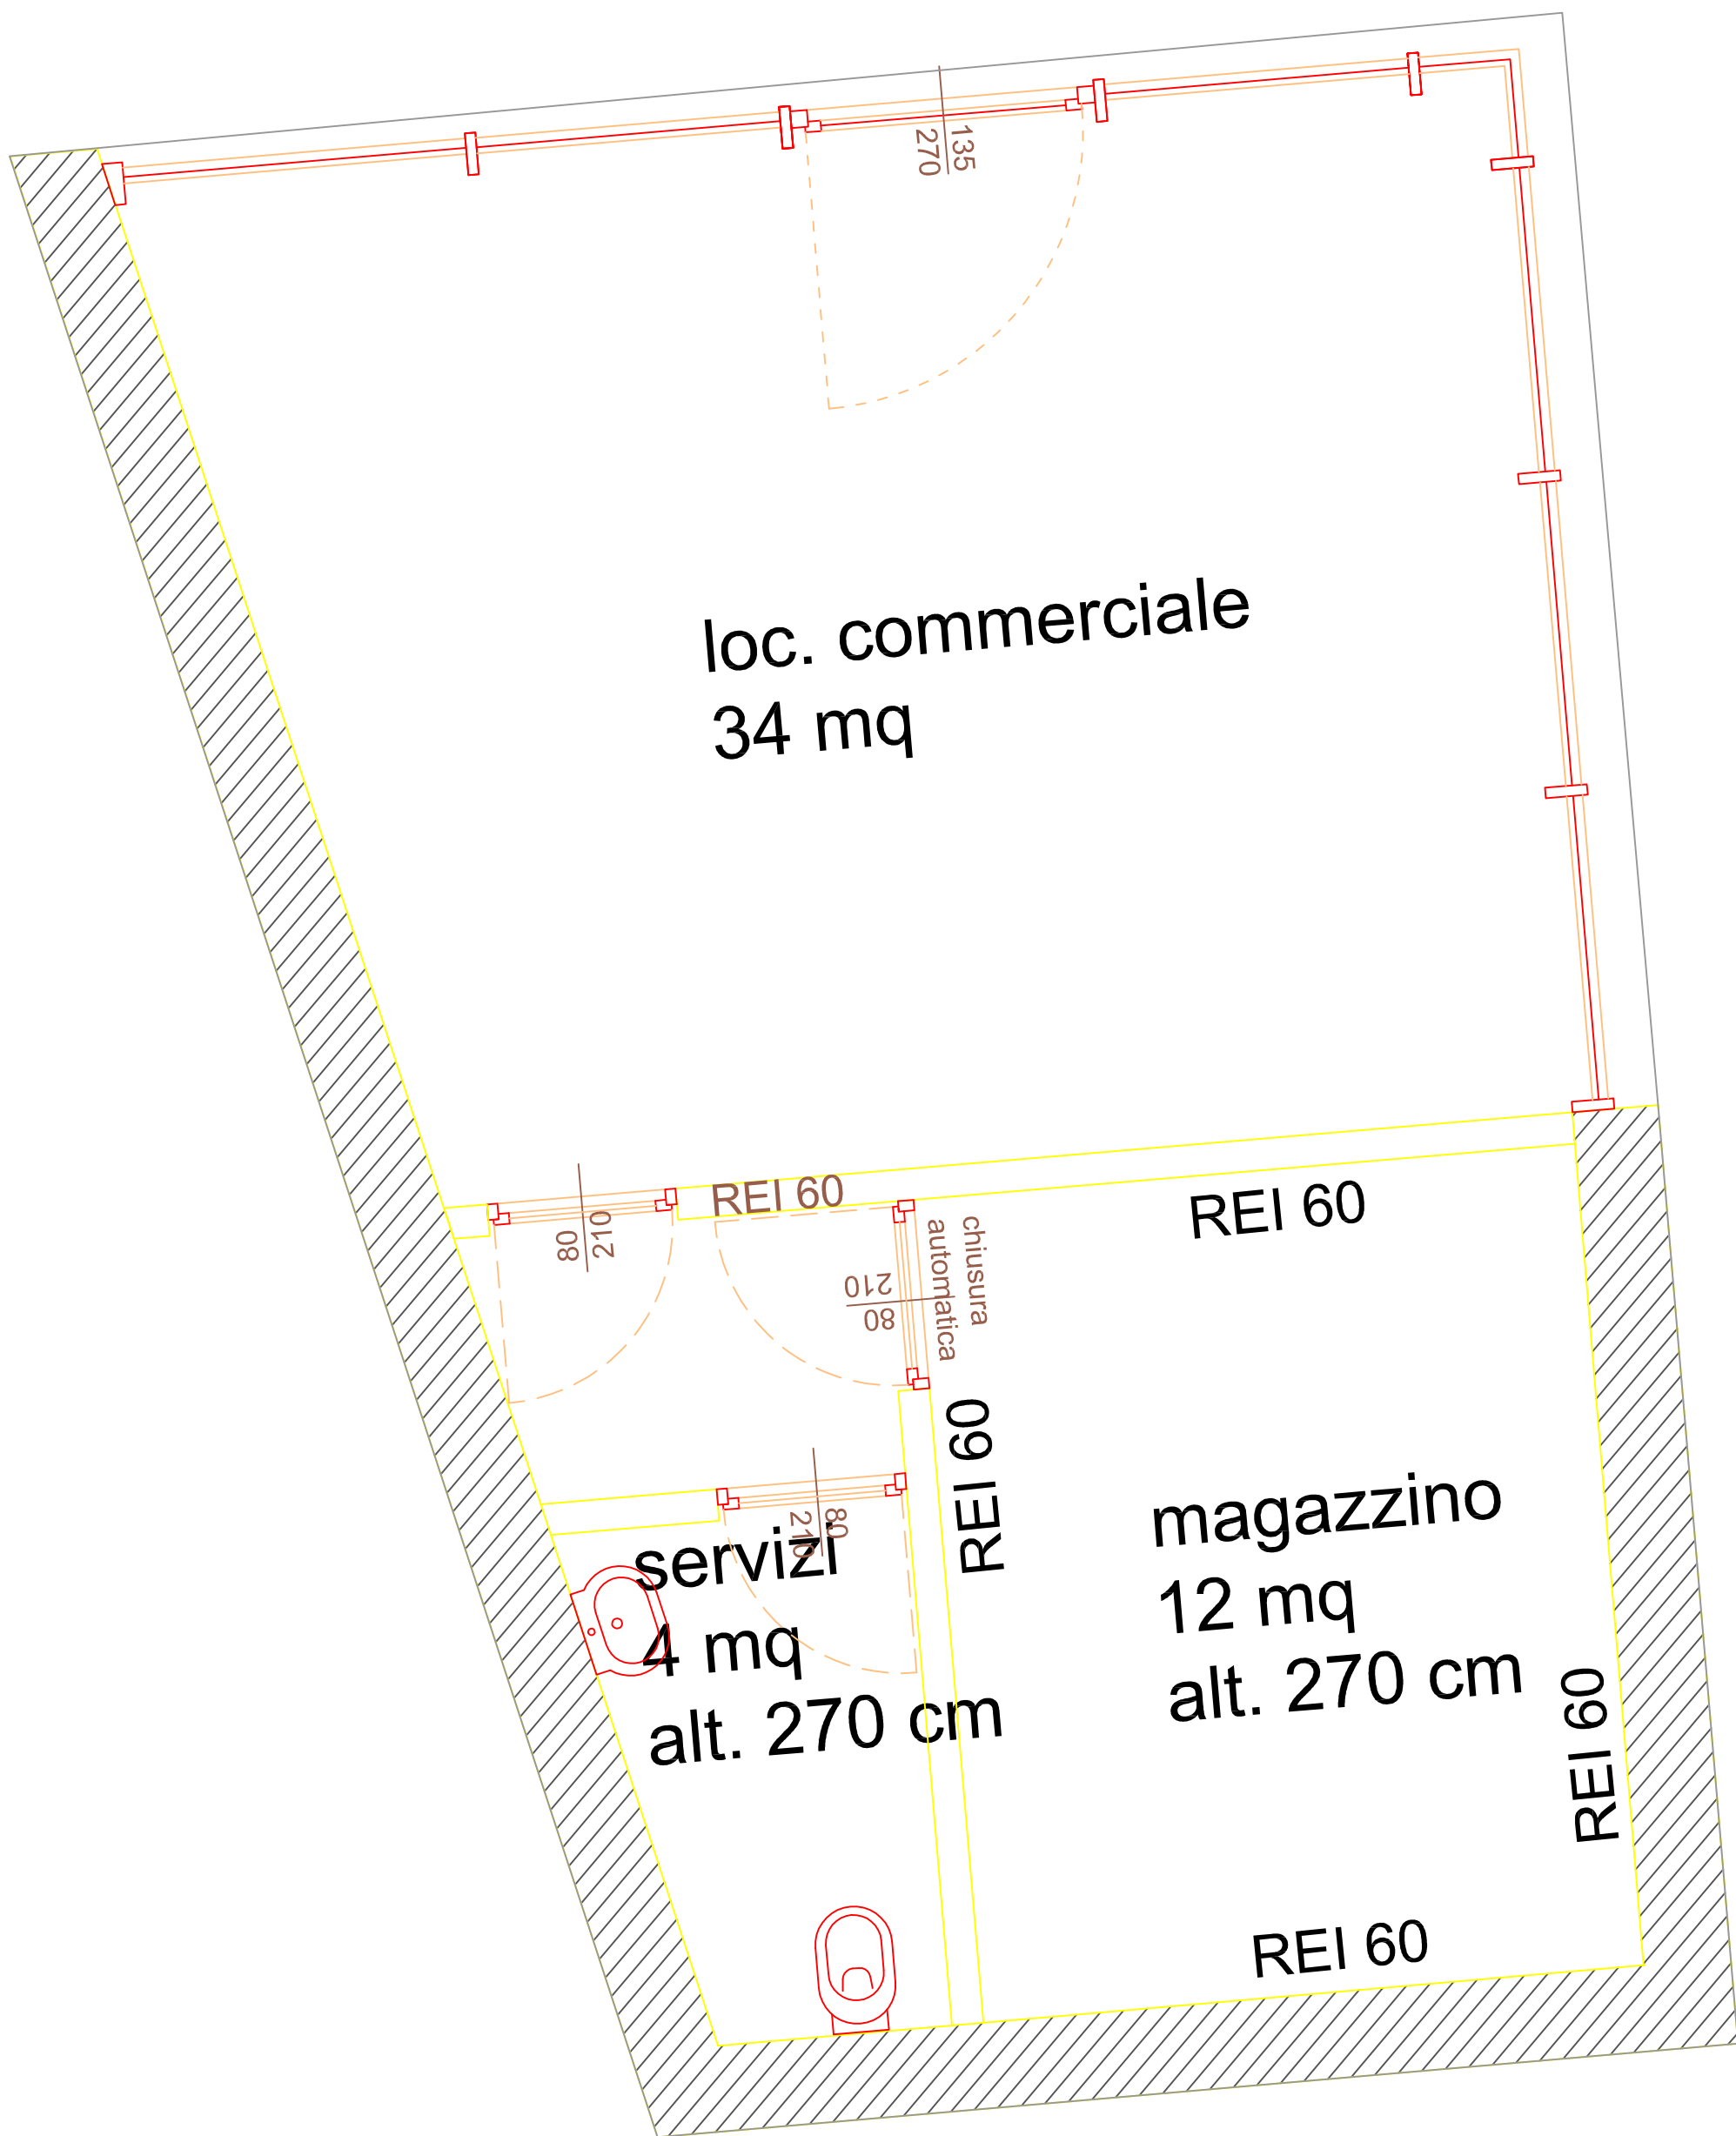 135
270
loc. commerciale
34 mq
REI 60
REI 60
210
80
chiusura
automatica
210
80
REI 60
80
210
servizi
4 mq
alt. 270 cm
magazzino
12 mq
alt. 270 cm
REI 60
REI 60